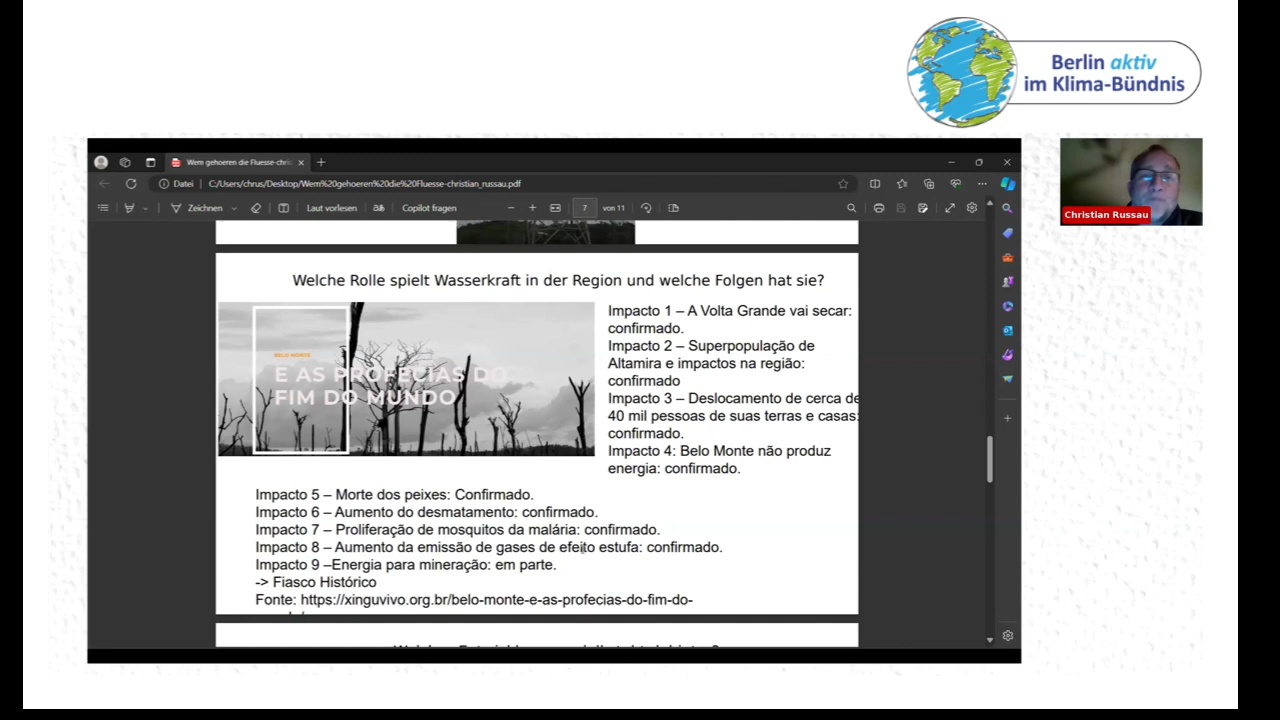 Berlin aktiv
im Klima-Bündnis
Wem gehoeren die Fluesse-chris
Datei
C:/Users/chrus/Desktop/Wem%20gehoeren%20die%20Fluesse-christian_russau.pdf
Zeichnen
Laut vorlesen
Copilot fragen
7
von 11
Christian Russau
Welche Rolle spielt Wasserkraft in der Region und welche Folgen hat sie?
BELO MONTE
E AS PROFECIAS DO
FIM DO MUNDO
Impacto 1 – A Volta Grande vai secar:
confirmado.
Impacto 2 – Superpopulação de
Altamira e impactos na região:
confirmado
Impacto 3 – Deslocamento de cerca de
40 mil pessoas de suas terras e casas:
confirmado.
Impacto 4: Belo Monte não produz
energia: confirmado.
Impacto 5 – Morte dos peixes: Confirmado.
Impacto 6 – Aumento do desmatamento: confirmado.
Impacto 7 – Proliferação de mosquitos da malária: confirmado.
Impacto 8 – Aumento da emissão de gases de efeito estufa: confirmado.
Impacto 9 –Energia para mineração: em parte.
-> Fiasco Histórico
Fonte: https://xinguvivo.org.br/belo-monte-e-as-profecias-do-fim-do-